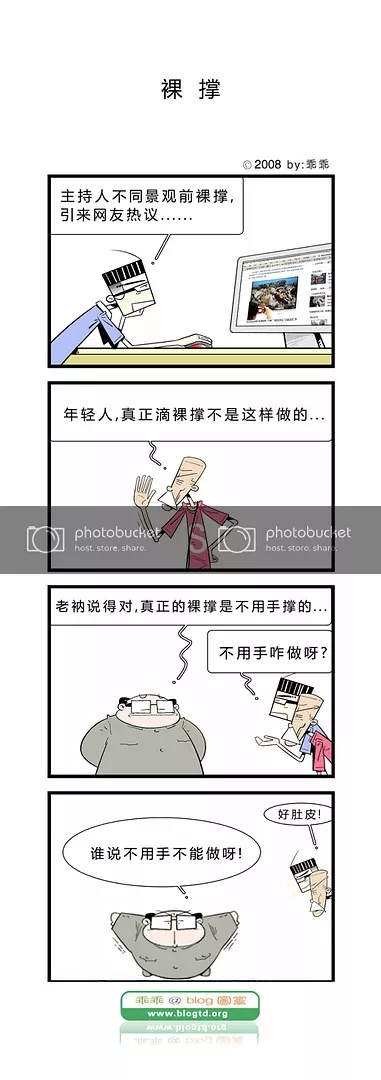 裸撑
©2008 by:乖乖
主持人不同景观前裸撑,
引来网友热议......
年轻人,真正滴裸撑不是这样做的...
photobucket
host. store. share.
photobucket
host. store. share.
老衲说得对,真正的裸撑是不用手撑的...
不用手咋做呀?
好肚皮!
谁说不用手不能做呀!
乖乖@blog圖黨
www.blogtd.org